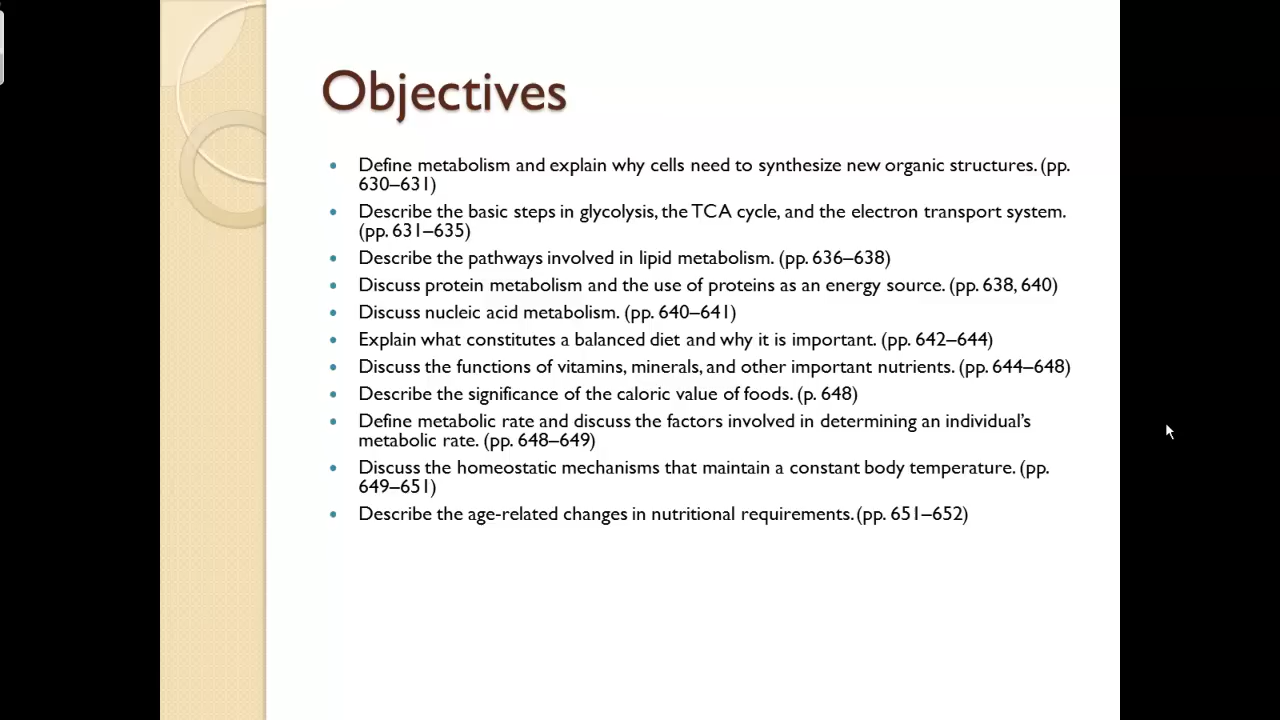 Objectives
• Define metabolism and explain why cells need to synthesize new organic structures. (pp.
630–631)
• Describe the basic steps in glycolysis, the TCA cycle, and the electron transport system.
(pp. 631–635)
• Describe the pathways involved in lipid metabolism. (pp. 636–638)
• Discuss protein metabolism and the use of proteins as an energy source. (pp. 638, 640)
• Discuss nucleic acid metabolism. (pp. 640–641)
• Explain what constitutes a balanced diet and why it is important. (pp. 642–644)
• Discuss the functions of vitamins, minerals, and other important nutrients. (pp. 644–648)
• Describe the significance of the caloric value of foods. (p. 648)
• Define metabolic rate and discuss the factors involved in determining an individual’s
metabolic rate. (pp. 648–649)
• Discuss the homeostatic mechanisms that maintain a constant body temperature. (pp.
649–651)
• Describe the age-related changes in nutritional requirements. (pp. 651–652)